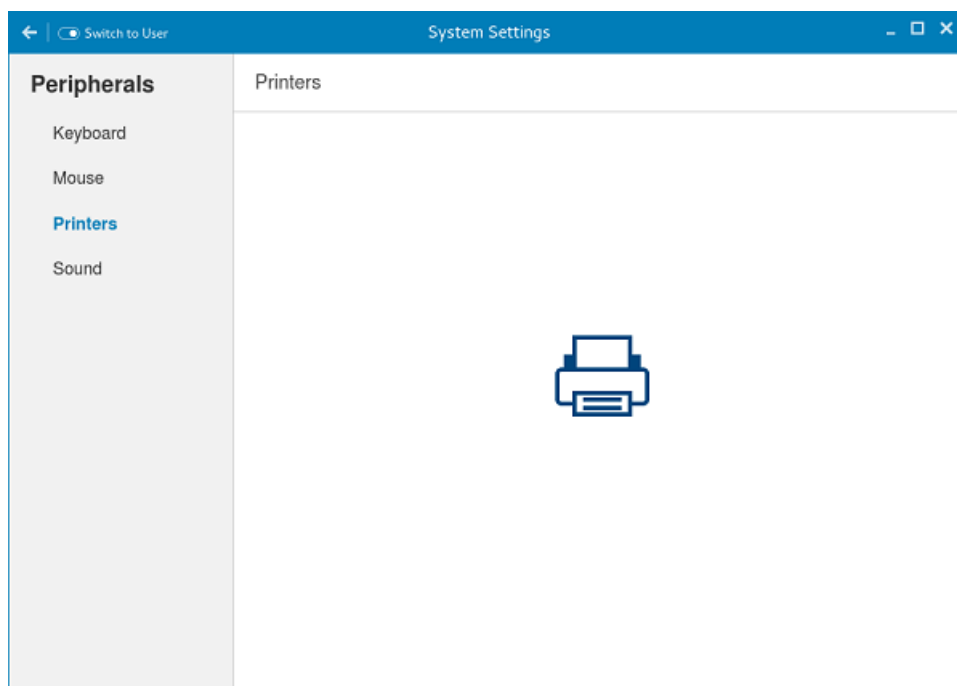 Switch to User
System Settings
Peripherals
Printers
Keyboard
Mouse
Printers
Sound